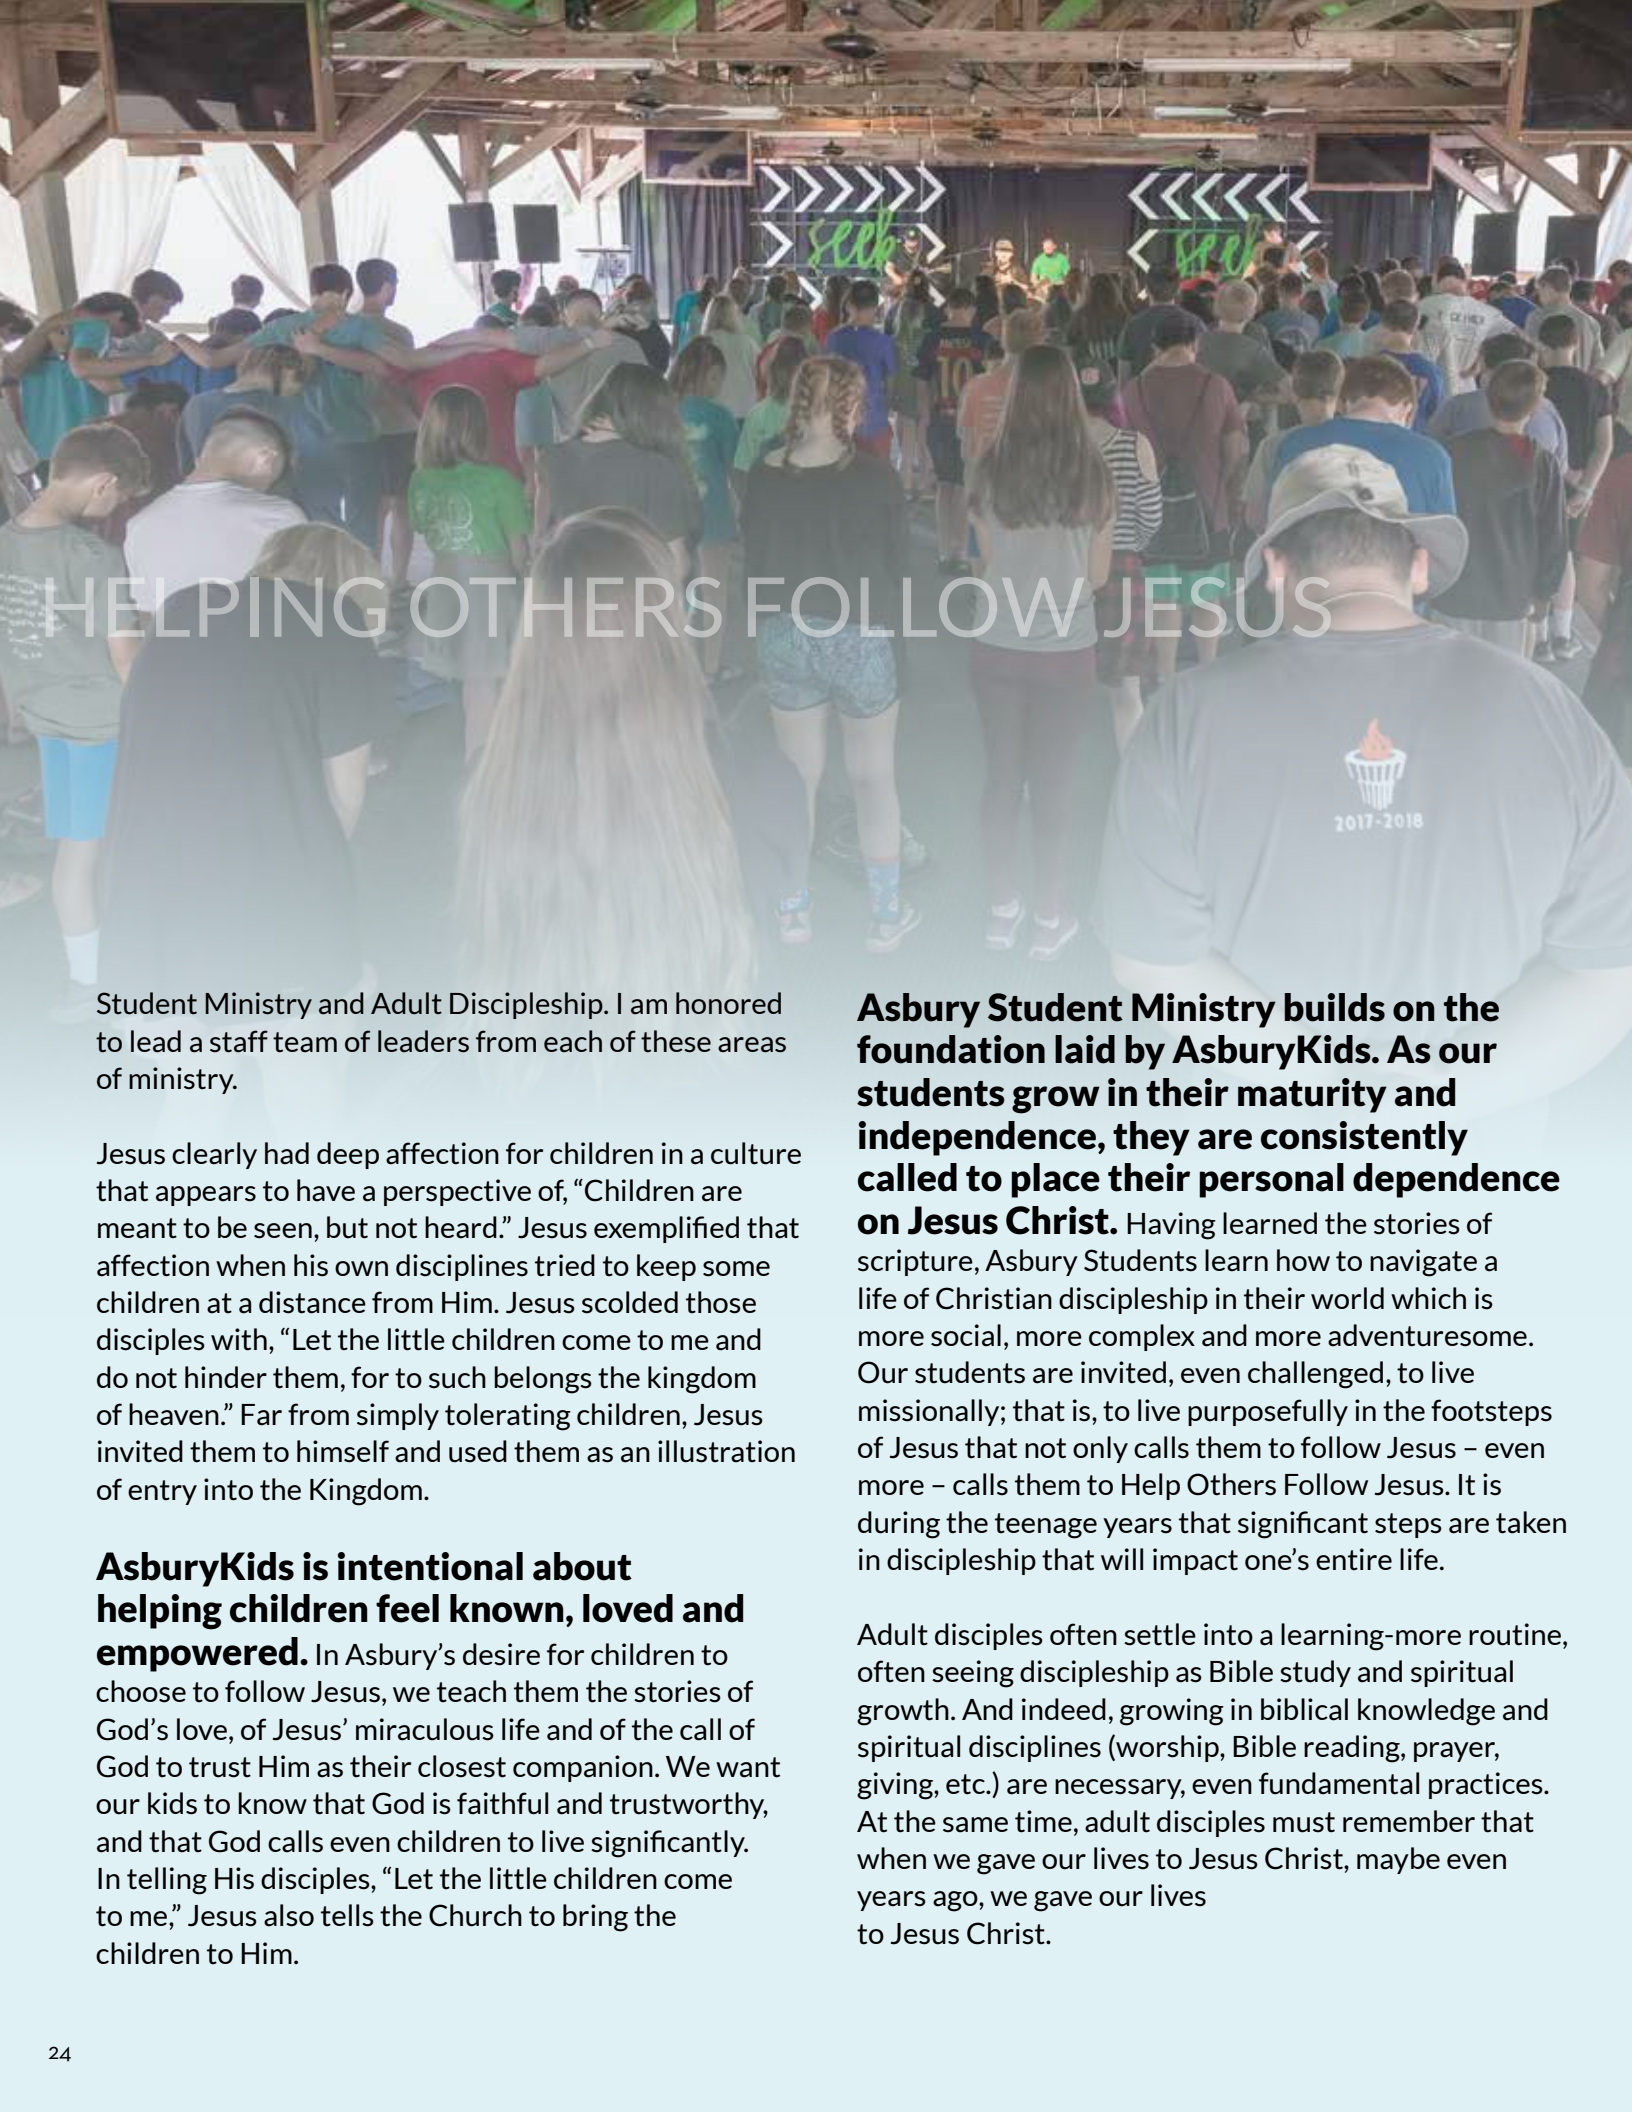 seek
seek
MESSI
10
HELPING OTHERS FOLLOW JESUS
2017-2018
Student Ministry and Adult Discipleship. I am honored
to lead a staff team of leaders from each of these areas
of ministry.
Jesus clearly had deep affection for children in a culture
that appears to have a perspective of, “Children are
meant to be seen, but not heard.” Jesus exemplified that
affection when his own disciplines tried to keep some
children at a distance from Him. Jesus scolded those
disciples with, “Let the little children come to me and
do not hinder them, for to such belongs the kingdom
of heaven.” Far from simply tolerating children, Jesus
invited them to himself and used them as an illustration
of entry into the Kingdom.
AsburyKids is intentional about
helping children feel known, loved and
empowered. In Asbury’s desire for children to
choose to follow Jesus, we teach them the stories of
God’s love, of Jesus’ miraculous life and of the call of
God to trust Him as their closest companion. We want
our kids to know that God is faithful and trustworthy,
and that God calls even children to live significantly.
In telling His disciples, “Let the little children come
to me,” Jesus also tells the Church to bring the
children to Him.
Asbury Student Ministry builds on the
foundation laid by AsburyKids. As our
students grow in their maturity and
independence, they are consistently
called to place their personal dependence
on Jesus Christ. Having learned the stories of
scripture, Asbury Students learn how to navigate a
life of Christian discipleship in their world which is
more social, more complex and more adventuresome.
Our students are invited, even challenged, to live
missionally; that is, to live purposefully in the footsteps
of Jesus that not only calls them to follow Jesus – even
more – calls them to Help Others Follow Jesus. It is
during the teenage years that significant steps are taken
in discipleship that will impact one’s entire life.
Adult disciples often settle into a learning-more routine,
often seeing discipleship as Bible study and spiritual
growth. And indeed, growing in biblical knowledge and
spiritual disciplines (worship, Bible reading, prayer,
giving, etc.) are necessary, even fundamental practices.
At the same time, adult disciples must remember that
when we gave our lives to Jesus Christ, maybe even
years ago, we gave our lives
to Jesus Christ.
24